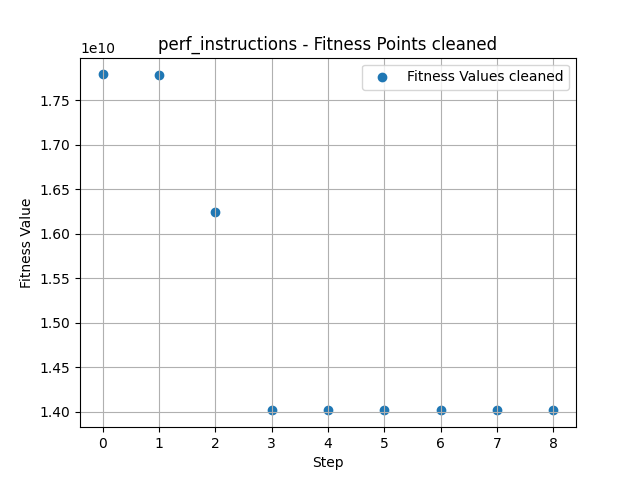 perf_instructions - Fitness Points cleaned
1e10
Fitness Values cleaned
1.75
1.70
1.65
1.60
1.55
1.50
1.45
1.40
Fitness Value
0 1 2 3 4 5 6 7 8
Step